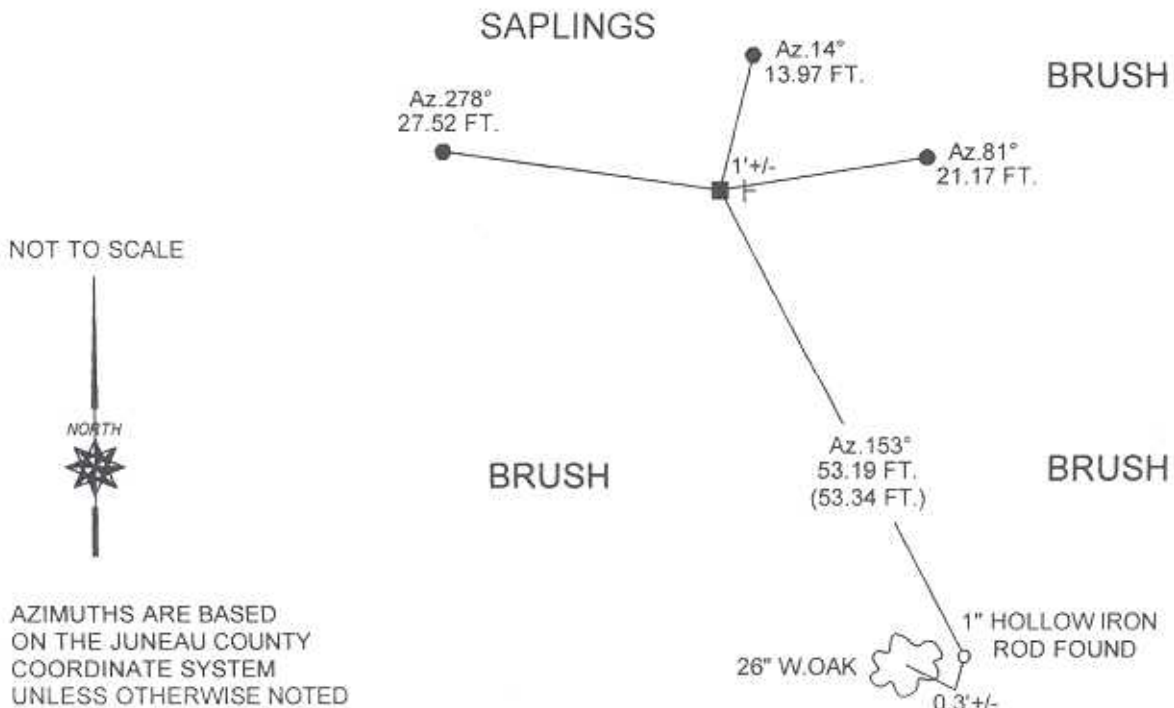 SAPLINGS
Az.14°
13.97 FT.
BRUSH
Az.278°
27.52 FT.
1'+/-
Az.81°
21.17 FT.
NOT TO SCALE
NORTH
BRUSH
Az.153°
53.19 FT.
(53.34 FT.)
BRUSH
AZIMUTHS ARE BASED
ON THE JUNEAU COUNTY
COORDINATE SYSTEM
UNLESS OTHERWISE NOTED
1" HOLLOW IRON
ROD FOUND
26" W.OAK
0.3'+/-